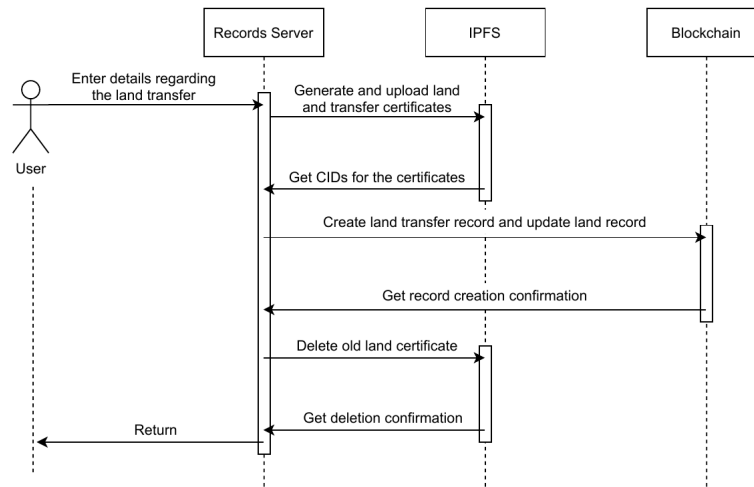 Records Server
IPFS
Blockchain
Enter details regarding
the land transfer
Generate and upload land
and transfer certificates
User
Get CIDs for the certificates
Create land transfer record and update land record
Get record creation confirmation
Delete old land certificate
Get deletion confirmation
Return